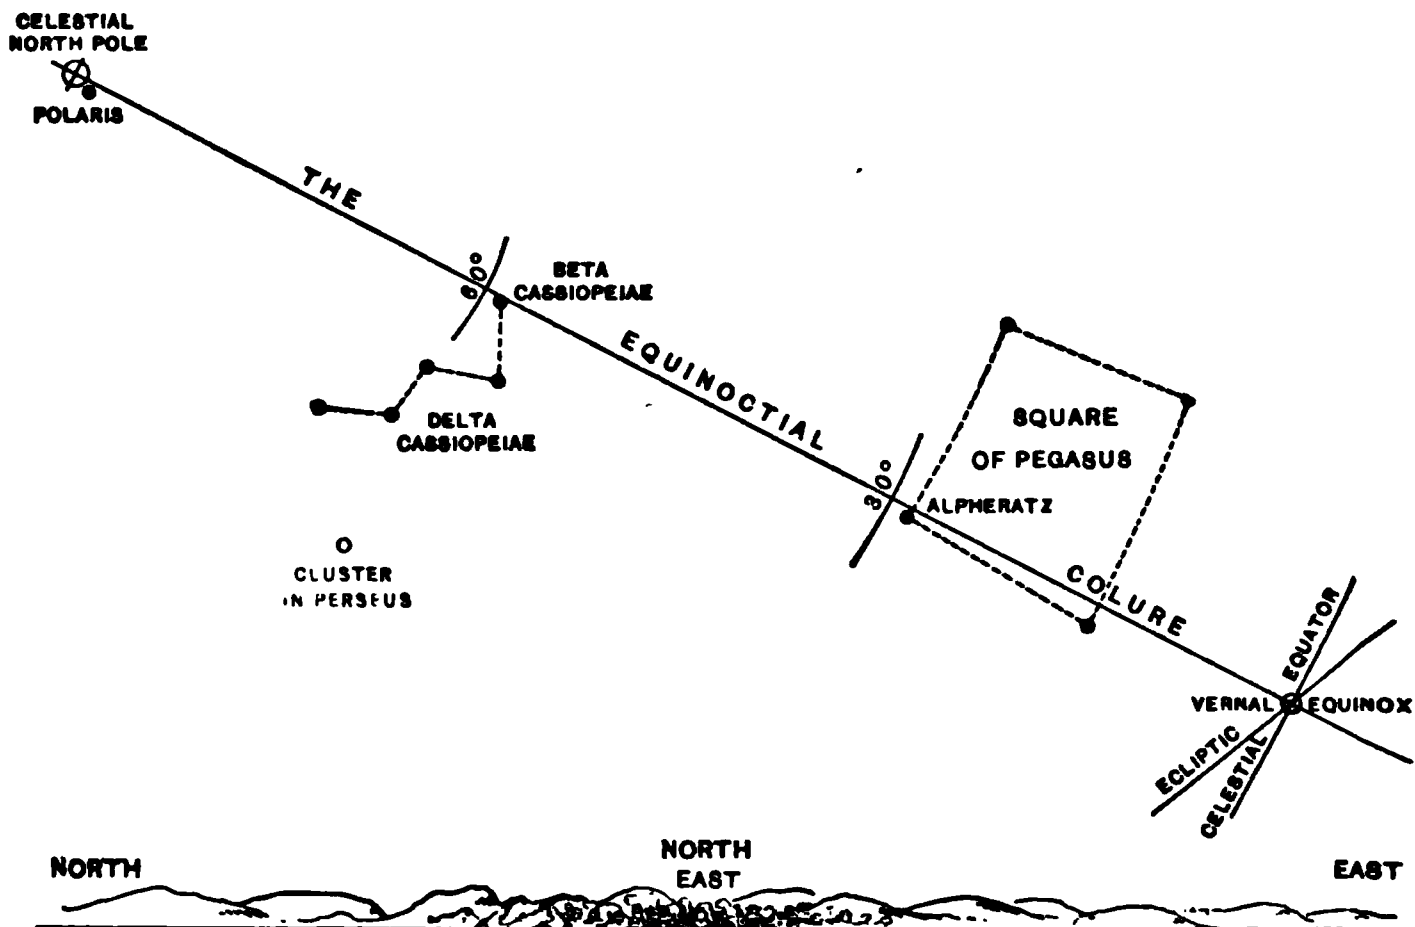 CELESTIAL
NORTH POLE
POLARIS
THE
60°
BETA
CASSIOPEIAE
EQUINOCTIAL
DELTA
CASSIOPEIAE
SQUARE
OF PEGASUS
30°
ALPHERATZ
O
CLUSTER
IN PERSEUS
COLURE
EQUATOR
VERNAL EQUINOX
ECLIPTIC
CELESTIAL
NORTH
NORTH
EAST
EAST